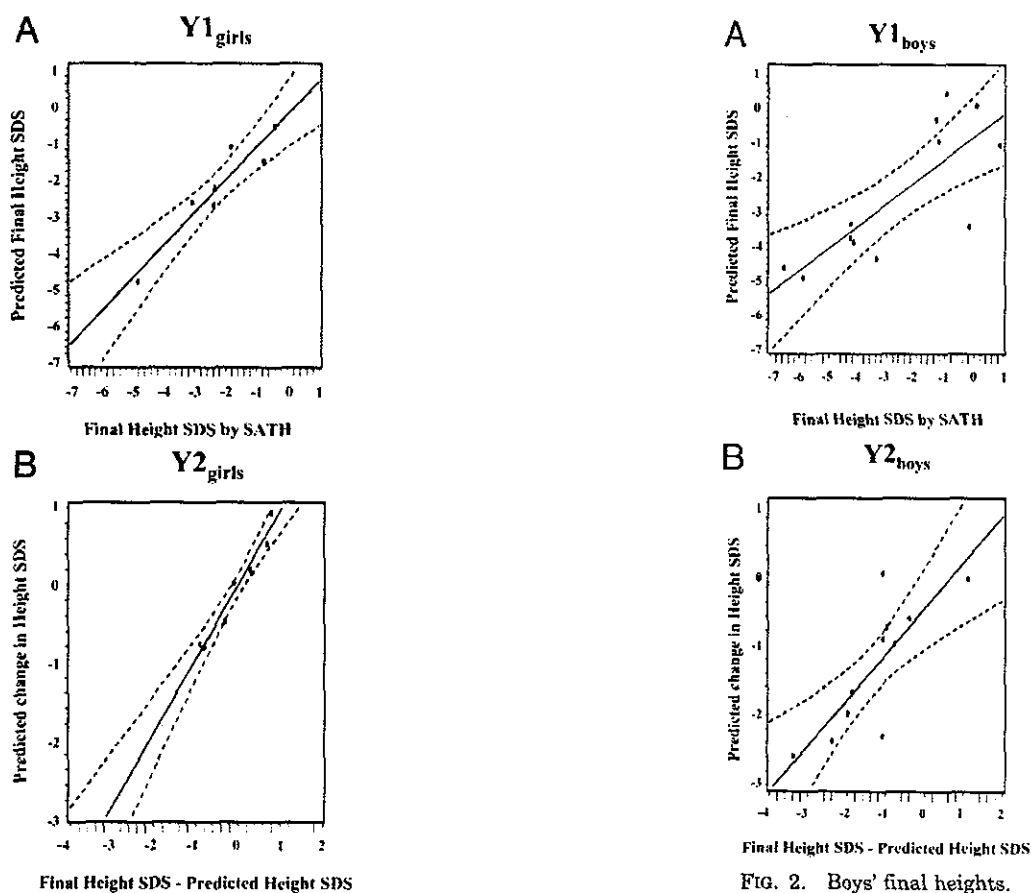 A
Y1girls
Predicted Final Height SDS
1
0
-1
-2
-3
-4
-5
-6
-7
-7 -6 -5 -4 -3 -2 -1 0 1
Final Height SDS by SATH
B
Y2girls
Predicted change in Height SDS
1
0
-1
-2
-3
-4 -3 -2 -1 0 1 2
Final Height SDS - Predicted Height SDS
A
Y1boys
Predicted Final Height SDS
1
0
-1
-2
-3
-4
-5
-6
-7
-7 -6 -5 -4 -3 -2 -1 0 1
Final Height SDS by SATH
B
Y2boys
Predicted change in Height SDS
1
0
-1
-2
-3
-4 -3 -2 -1 0 1 2
Final Height SDS - Predicted Height SDS
FIG. 2. Boys' final heights.